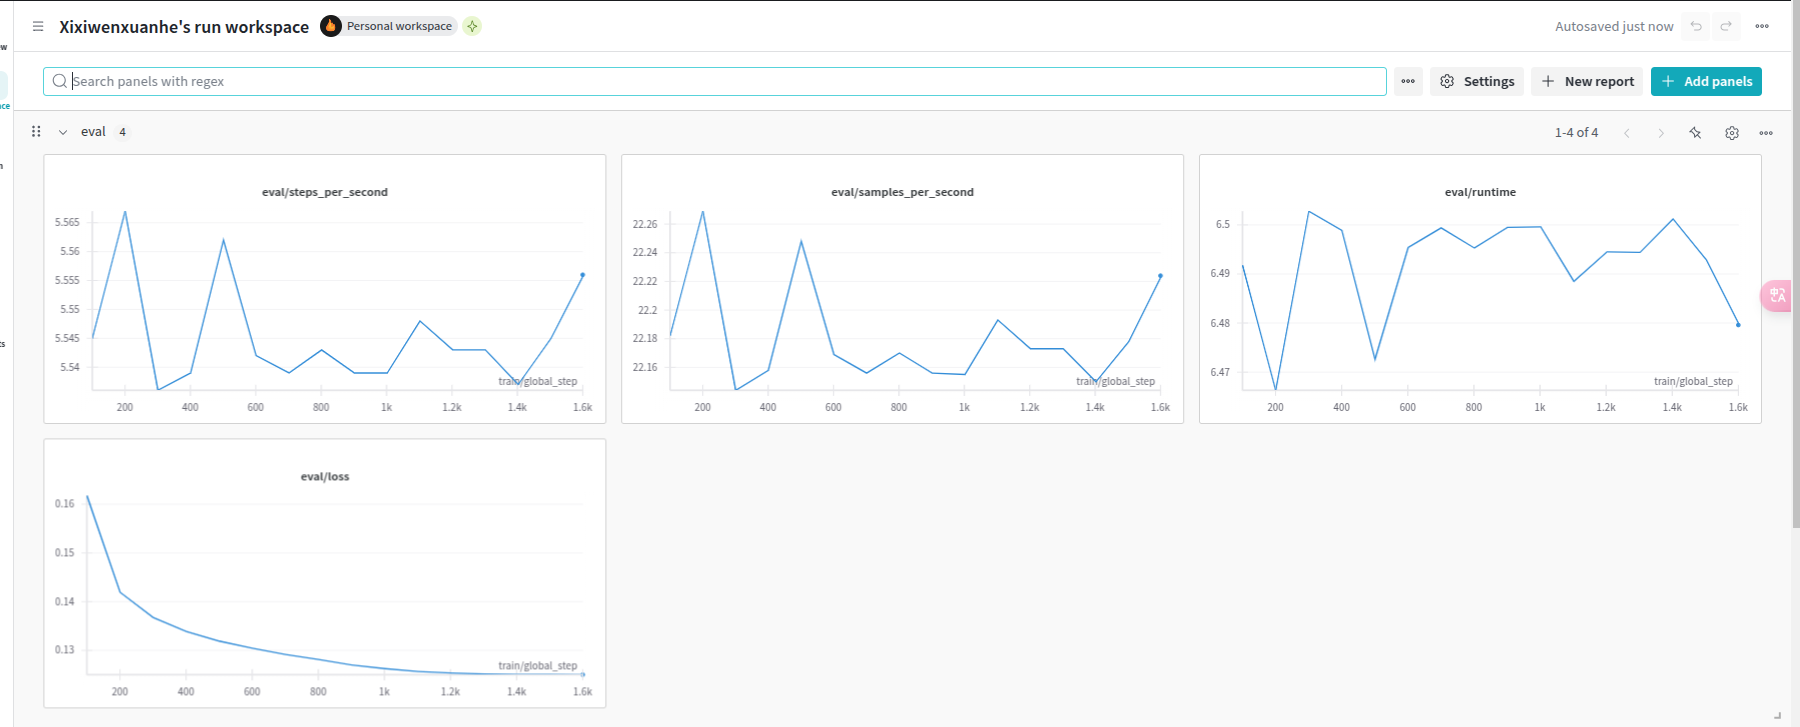 Xixiwenxuanhe's run workspace
Personal workspace
Autosaved just now
Search panels with regex
Settings
New report
Add panels
eval 4
1-4 of 4
eval/steps_per_second
5.565
5.56
5.555
5.55
5.545
5.54
train/global_step
200 400 600 800 1k 1.2k 1.4k 1.6k
eval/samples_per_second
22.26
22.24
22.22
22.2
22.18
22.16
train/global_step
200 400 600 800 1k 1.2k 1.4k 1.6k
eval/runtime
6.5
6.49
6.48
6.47
train/global_step
200 400 600 800 1k 1.2k 1.4k 1.6k
eval/loss
0.16
0.15
0.14
0.13
train/global_step
200 400 600 800 1k 1.2k 1.4k 1.6k